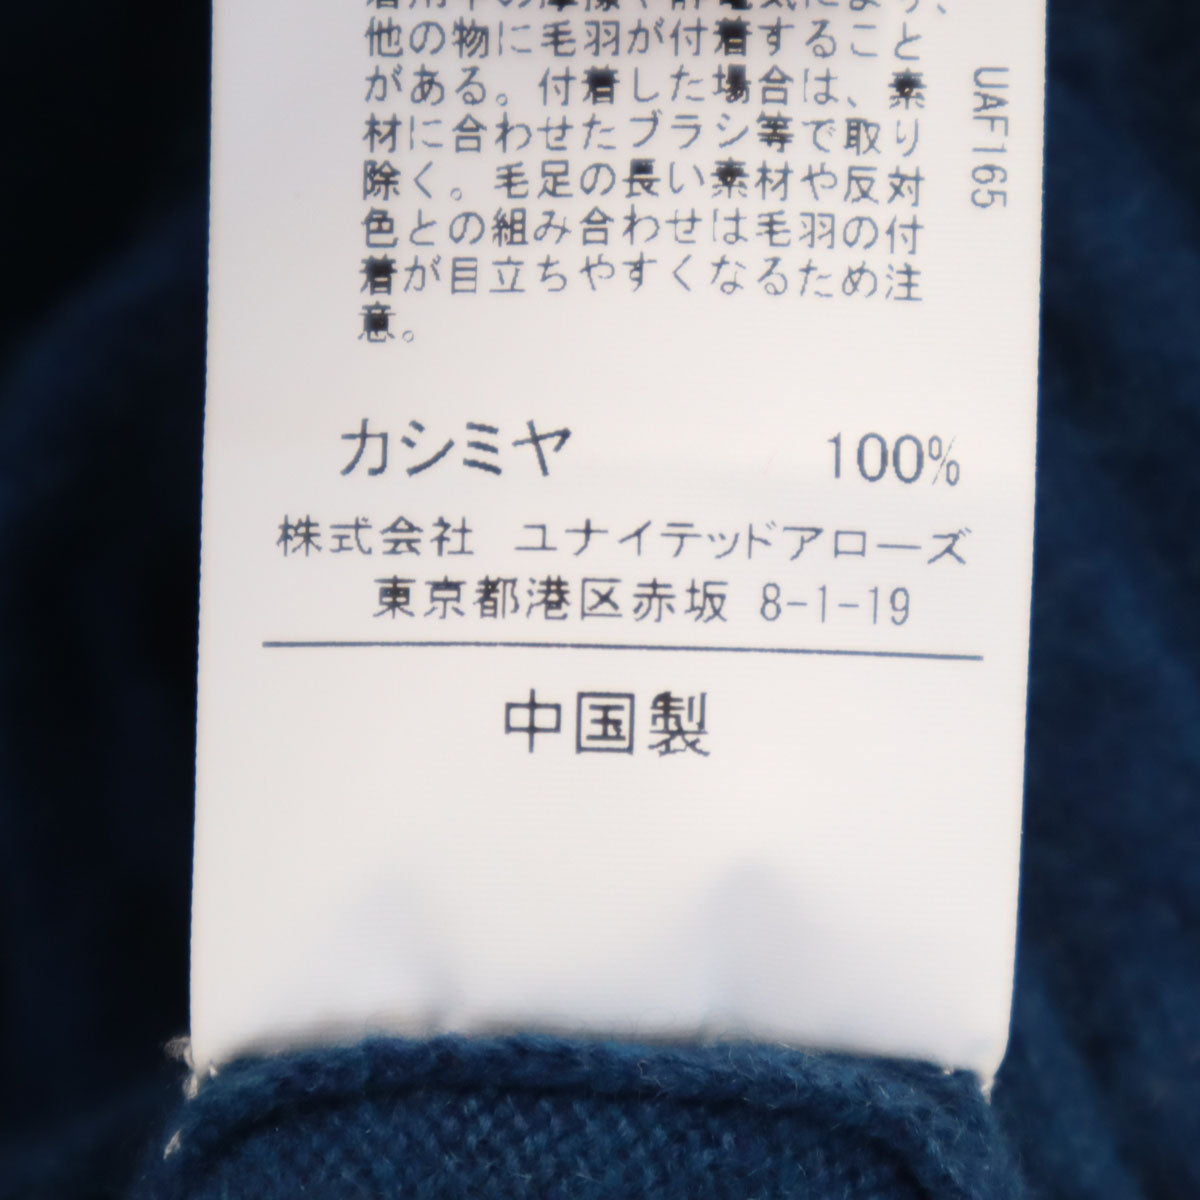 他の物に毛羽が付着すること
がある。付着した場合は、素
材に合わせたブラシ等で取り
除く。毛足の長い素材や反対
色との組み合わせは毛羽の付
着が目立ちやすくなるため注
意。
UAF165
カシミヤ 100%
株式会社 ユナイテッドアローズ
東京都港区赤坂 8-1-19
中国製